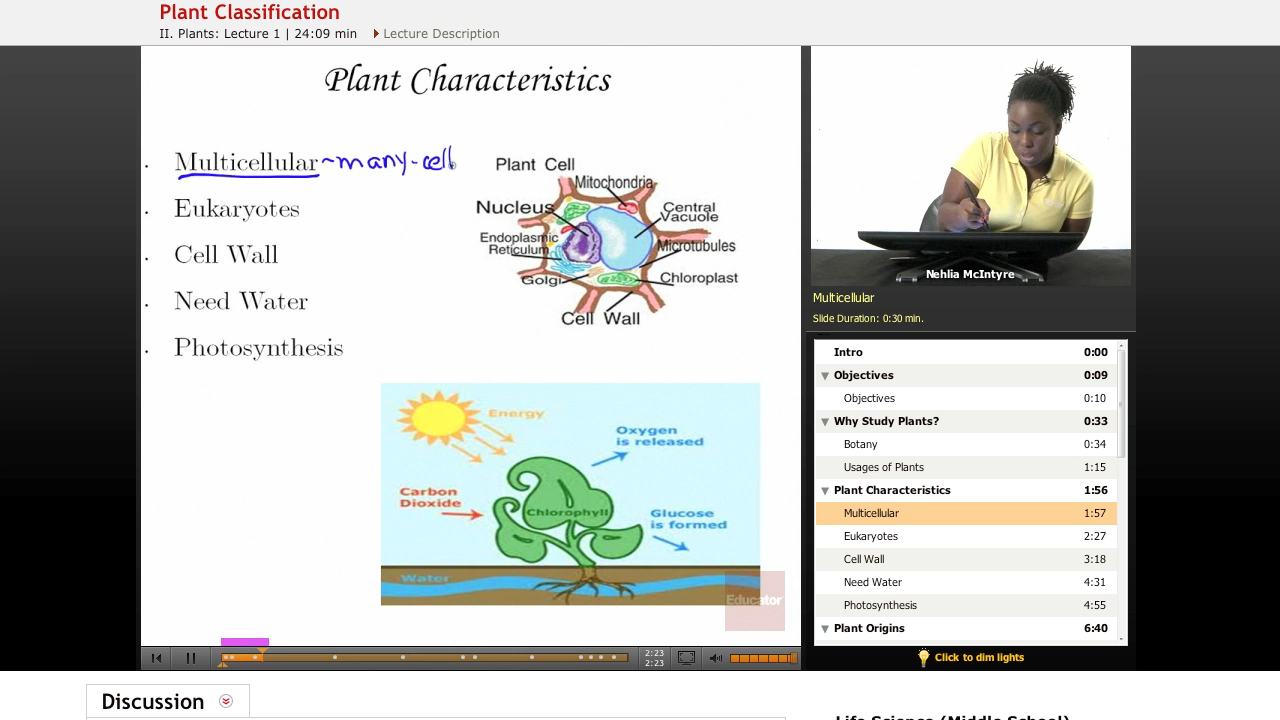 Plant Classification
II. Plants: Lecture 1 | 24:09 min Lecture Description
Plant Characteristics
. Multicellular ~many-cell
. Eukaryotes
. Cell Wall
. Need Water
. Photosynthesis
Plant Cell
Mitochondria
Nucleus
Central
Vacuole
Endoplasmic
Reticulum
Microtubules
Golgi
Chloroplast
Cell Wall
Energy
Oxygen
is released
Carbon
Dioxide
Chlorophyll
Glucose
is formed
Water
Educator
2:23
2:23
Nehlia McIntyre
Multicellular
Slide Duration: 0:30 min.
Intro 0:00
Objectives 0:09
Objectives 0:10
Why Study Plants? 0:33
Botany 0:34
Usages of Plants 1:15
Plant Characteristics 1:56
Multicellular 1:57
Eukaryotes 2:27
Cell Wall 3:18
Need Water 4:31
Photosynthesis 4:55
Plant Origins 6:40
Click to dim lights
Discussion
Life Science (Middle School)